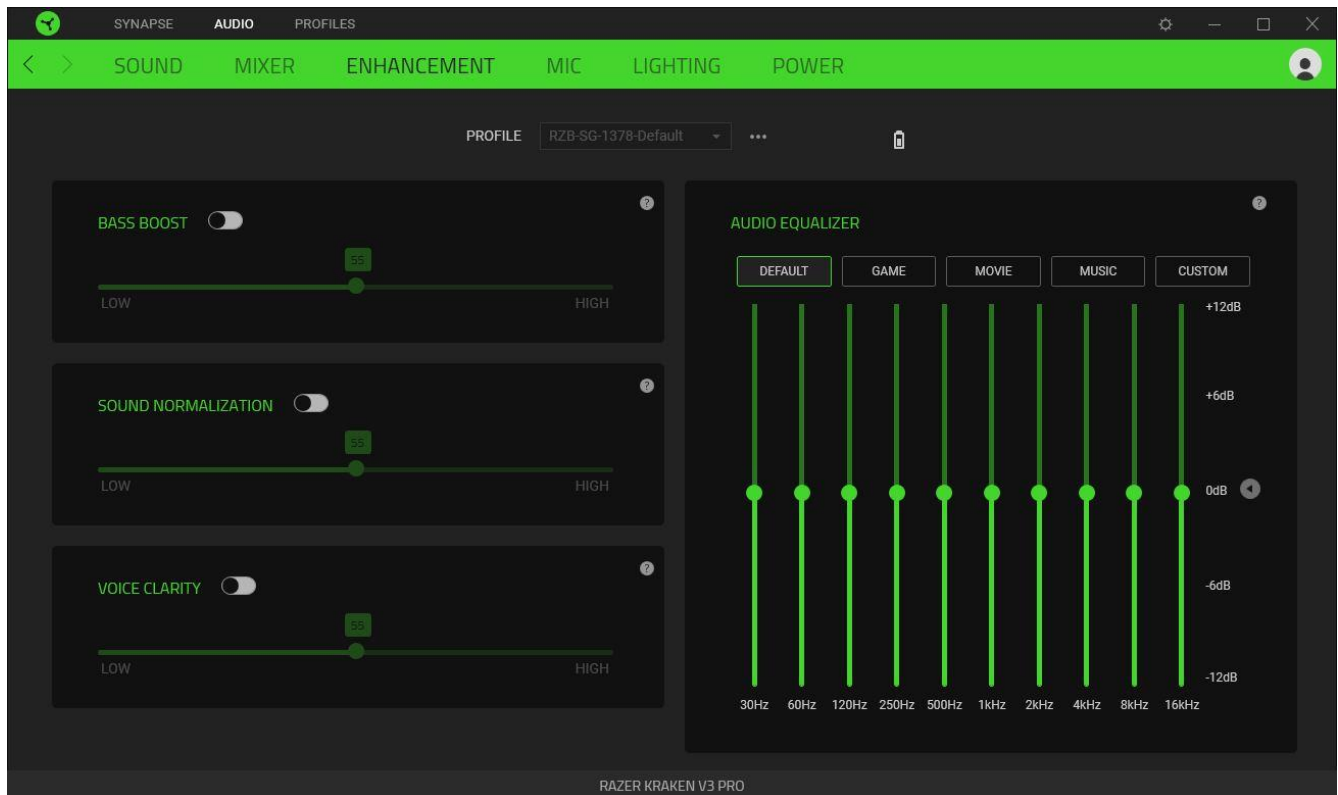 SYNAPSE AUDIO PROFILES
SOUND MIXER ENHANCEMENT MIC LIGHTING POWER
PROFILE RZB-SG-1378-Default
BASS BOOST
55
LOW HIGH
SOUND NORMALIZATION
55
LOW HIGH
VOICE CLARITY
55
LOW HIGH
AUDIO EQUALIZER
DEFAULT GAME MOVIE MUSIC CUSTOM
+12dB
+6dB
0dB
-6dB
-12dB
30Hz 60Hz 120Hz 250Hz 500Hz 1kHz 2kHz 4kHz 8kHz 16kHz
RAZER KRAKEN V3 PRO